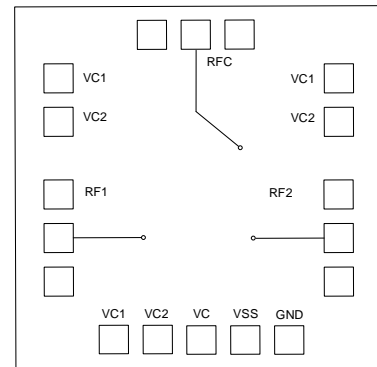 RFC
VC1 VC1
VC2 VC2
RF1 RF2
VC1 VC2 VC VSS GND